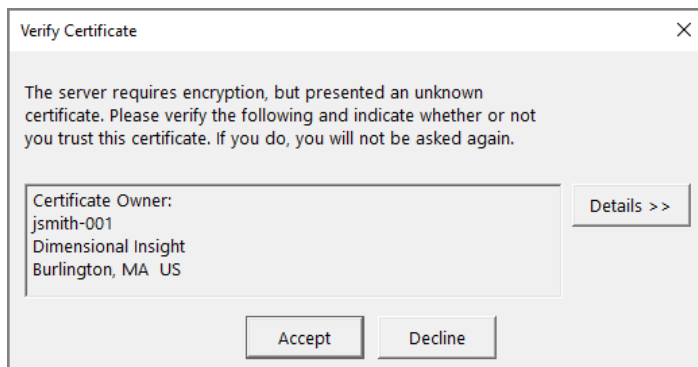 Verify Certificate
The server requires encryption, but presented an unknown
certificate. Please verify the following and indicate whether or not
you trust this certificate. If you do, you will not be asked again.
Certificate Owner:
jsmith-001
Dimensional Insight
Burlington, MA  US
Details >>
Accept
Decline